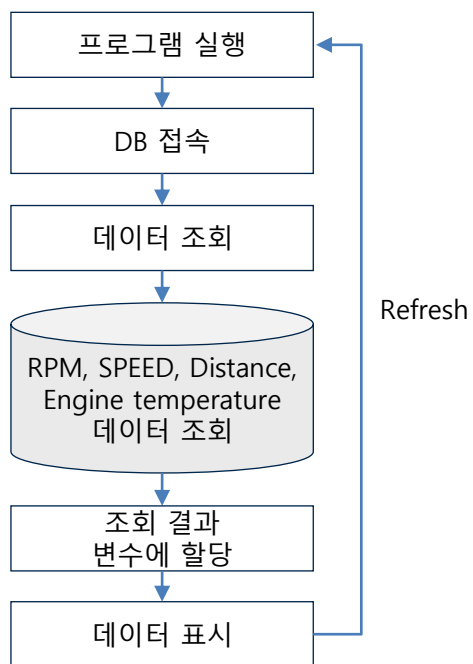 프로그램 실행
DB 접속
데이터 조회
RPM, SPEED, Distance,
Engine temperature
데이터 조회
Refresh
조회 결과
변수에 할당
데이터 표시